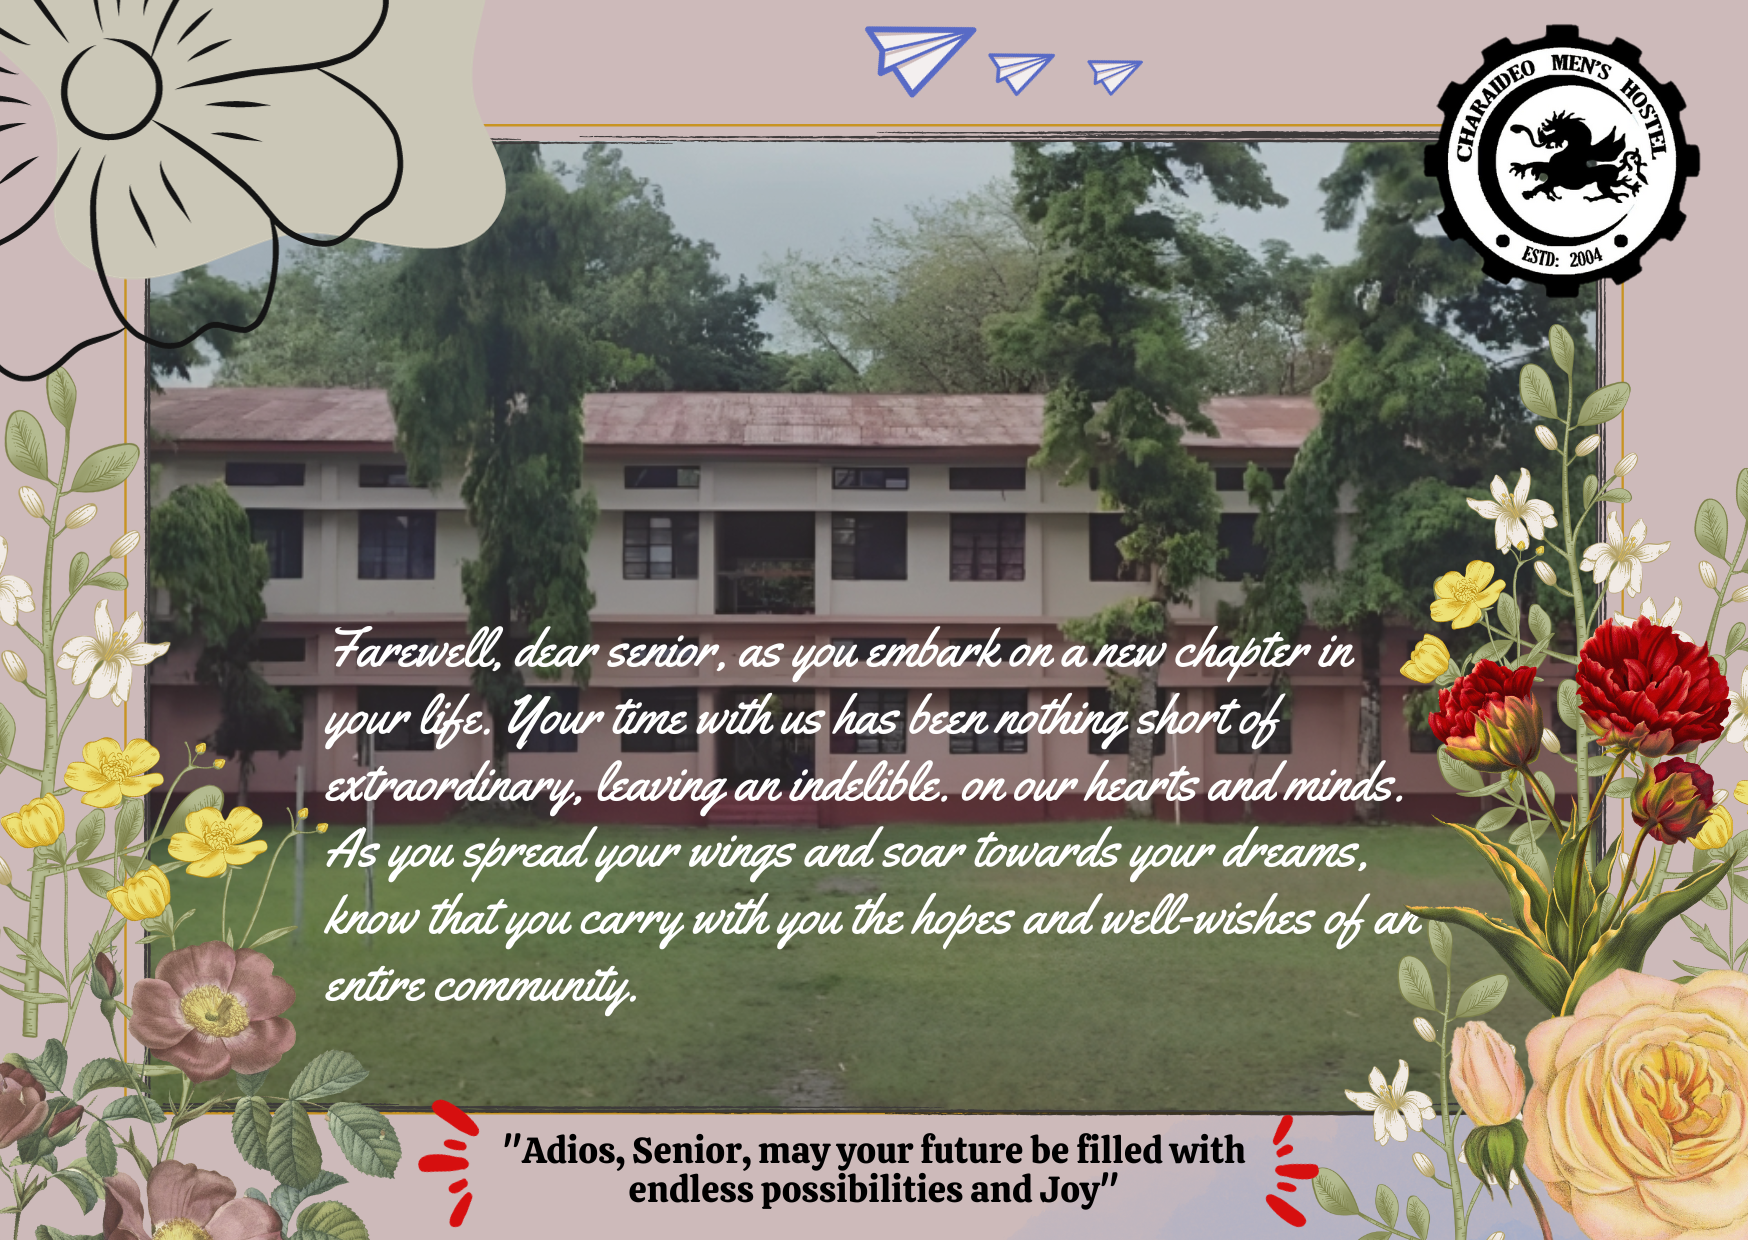 CHARAIDEO MEN'S HOSTEL
ESTD: 2004
Farewell, dear senior, as you embark on a new chapter in
your life. Your time with us has been nothing short of
extraordinary, leaving an indelible. on our hearts and minds.
As you spread your wings and soar towards your dreams,
know that you carry with you the hopes and well-wishes of an
entire community.
"Adios, Senior, may your future be filled with
endless possibilities and Joy"